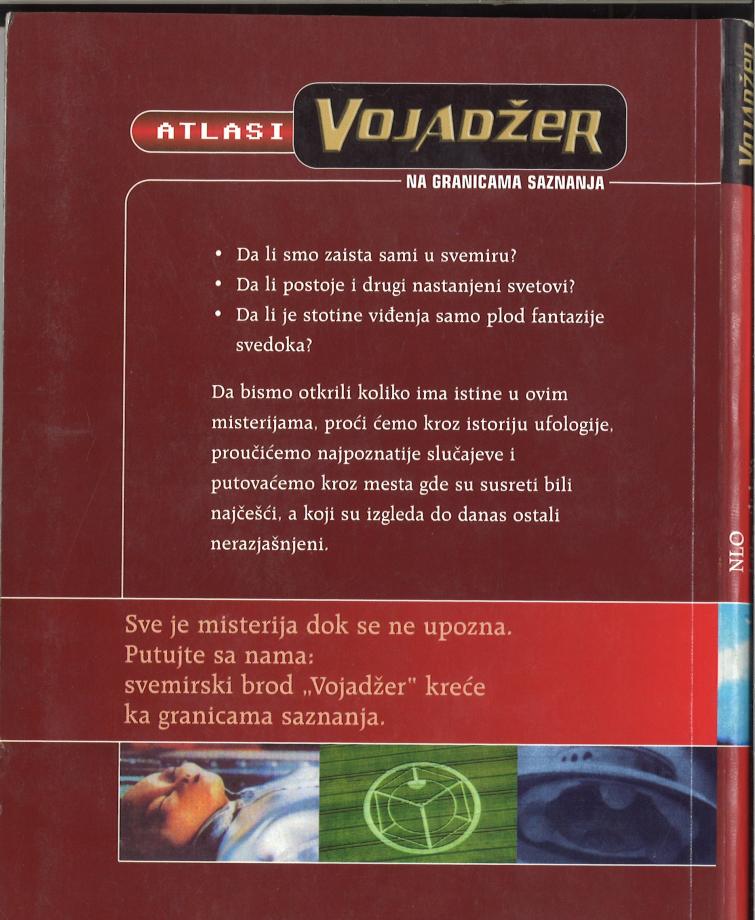 ATLASI VOJADŽER
NA GRANICAMA SAZNANJA
• Da li smo zaista sami u svemiru?
• Da li postoje i drugi nastanjeni svetovi?
• Da li je stotine viđenja samo plod fantazije
svedoka?
Da bismo otkrili koliko ima istine u ovim
misterijama, proći ćemo kroz istoriju ufologije,
proučićemo najpoznatije slučajeve i
putovaćemo kroz mesta gde su susreti bili
najčešći, a koji su izgleda do danas ostali
nerazjašnjeni.
Sve je misterija dok se ne upozna.
Putujte sa nama:
svemirski brod „Vojadžer" kreće
ka granicama saznanja.
VOJADŽER
NLO